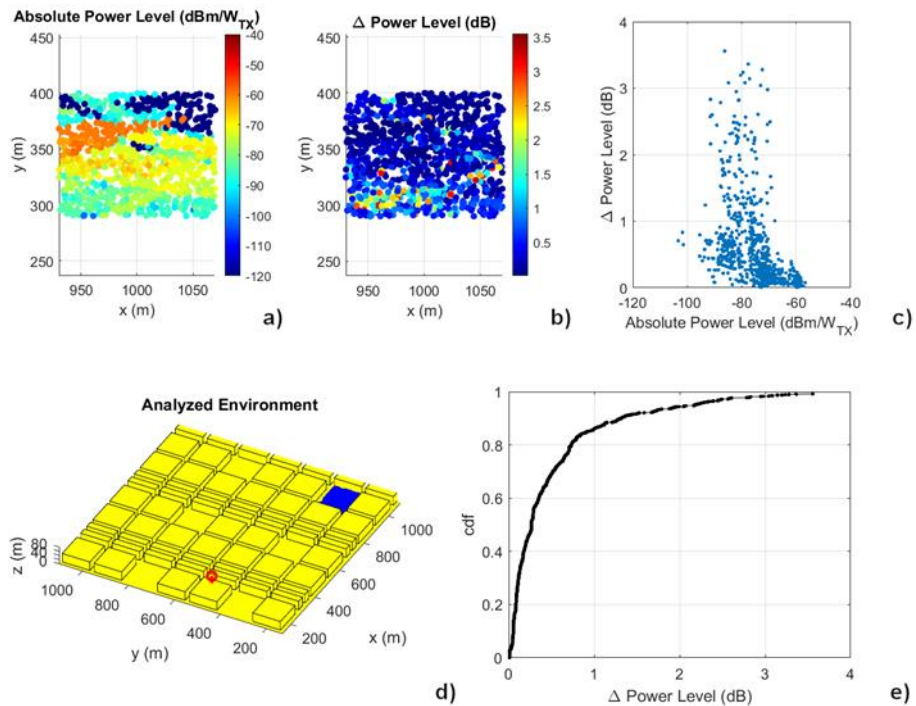 Absolute Power Level (dBm/W_TX)
450
400
350
300
250
y (m)
950 1000 1050
x (m)
-40
-50
-60
-70
-80
-90
-100
-110
-120
a)
Δ Power Level (dB)
450
400
350
300
250
y (m)
950 1000 1050
x (m)
3.5
3
2.5
2
1.5
1
0.5
b)
4
3
2
1
0
Δ Power Level (dB)
-120 -100 -80 -60 -40
Absolute Power Level (dBm/W_TX)
c)
Analyzed Environment
80
40
0
z (m)
1000
800
600
400
200
y (m)
200
400
600
800
1000
x (m)
d)
1
0.8
0.6
0.4
0.2
0
cdf
0 1 2 3 4
Δ Power Level (dB)
e)